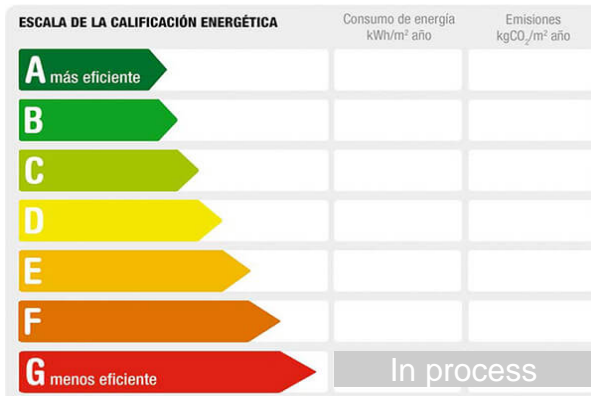 ESCALA DE LA CALIFICACIÓN ENERGÉTICA
Consumo de energía
kWh/m² año
Emisiones
kgCO₂/m² año
A más eficiente
B
C
D
E
F
G menos eficiente
In process